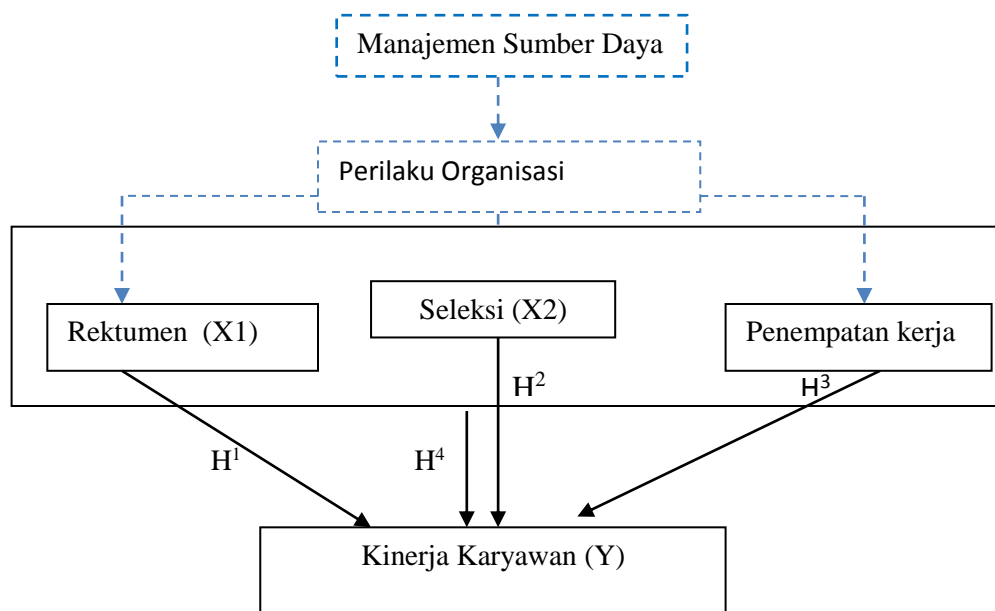 Manajemen Sumber Daya
Perilaku Organisasi
Rektumen (X1)
Seleksi (X2)
Penempatan kerja
H²
H³
H¹
H⁴
Kinerja Karyawan (Y)